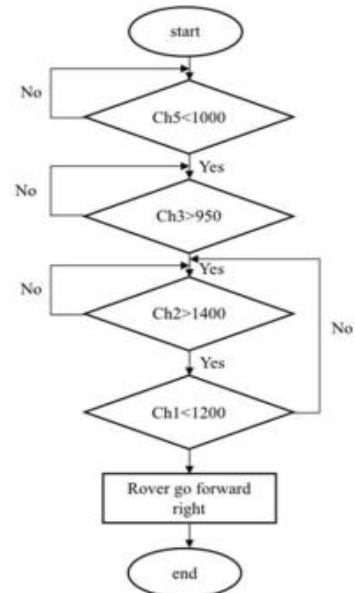 start
No
Ch5<1000
Yes
No
Ch3>950
Yes
No
Ch2>1400
No
Yes
Ch1<1200
Rover go forward
right
end